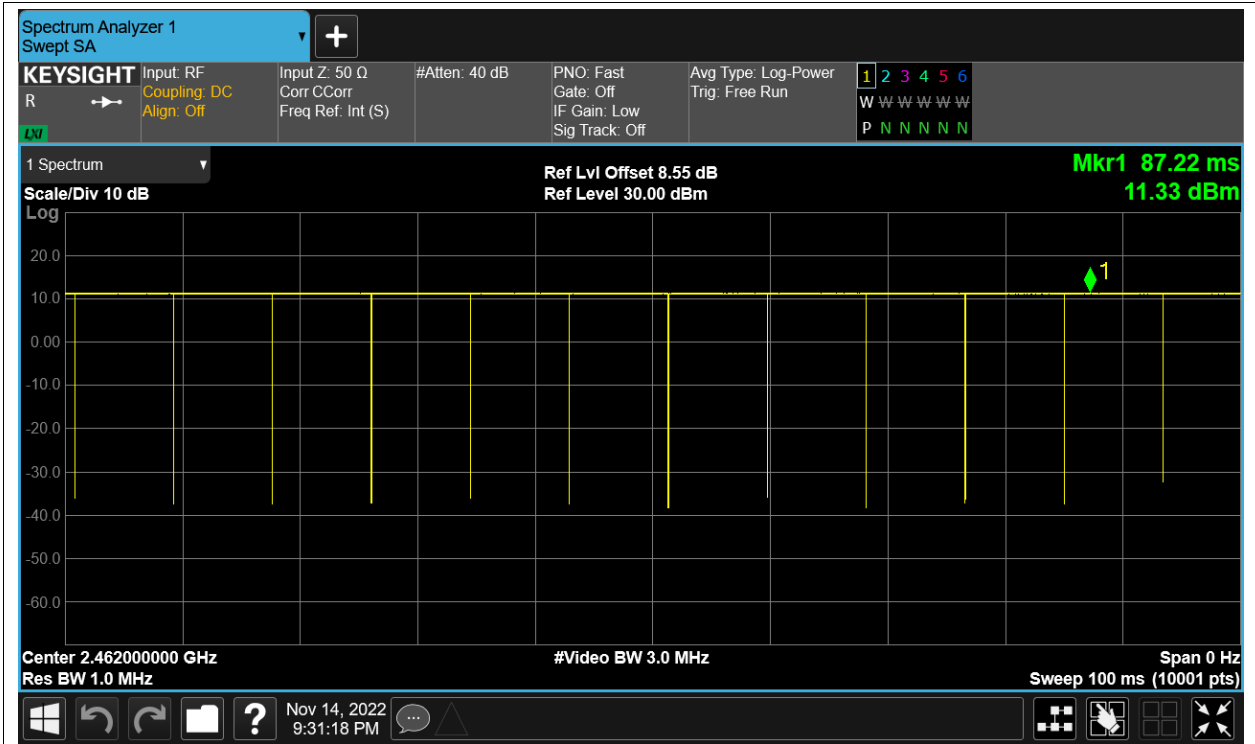 Spectrum Analyzer 1
Swept SA
+
KEYSIGHT
R
LXI
Input: RF
Coupling: DC
Align: Off
Input Z: 50 Ω
Corr CCorr
Freq Ref: Int (S)
#Atten: 40 dB
PNO: Fast
Gate: Off
IF Gain: Low
Sig Track: Off
Avg Type: Log-Power
Trig: Free Run
1 2 3 4 5 6
W W W W W W
P N N N N N
1 Spectrum
Scale/Div 10 dB
Log
Ref Lvl Offset 8.55 dB
Ref Level 30.00 dBm
Mkr1 87.22 ms
11.33 dBm
20.0
1
10.0
0.00
-10.0
-20.0
-30.0
-40.0
-50.0
-60.0
Center 2.462000000 GHz
Res BW 1.0 MHz
#Video BW 3.0 MHz
Span 0 Hz
Sweep 100 ms (10001 pts)
?
Nov 14, 2022
9:31:18 PM